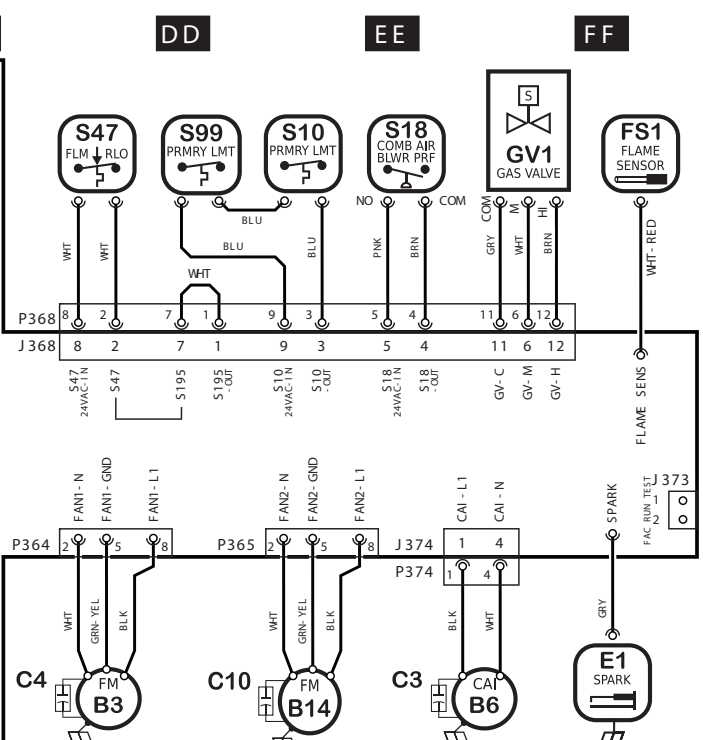 DD EE FF
S47
FLM RLO
S99
PRMRY LMT
S10
PRMRY LMT
S18
COMB AIR
BLWR PRF
S
GV1
GAS VALVE
FS1
FLAME
SENSOR
NO COM COM M HI
BLU
WHT WHT BLU BLU PNK BRN GRY WHT BRN WHT-RED
WHT
P368 8 2 7 1 9 3 5 4 11 6 12
J368 8 2 7 1 9 3 5 4 11 6 12
S47
24VAC-IN
S47
S195
S195
-OUT
S10
24VAC-IN
S10
-OUT
S18
24VAC-IN
S18
-OUT
GV-C
GV-M
GV-H
FLAME SENS
FAN1-N FAN1-GND FAN1-L1 FAN2-N FAN2-GND FAN2-L1 CAI-L1 CAI-N SPARK
J373
FAC RUN TEST
1
2
P364 2 5 8 P365 2 5 8 J374 1 4
P374 1 4
WHT GRN-YEL BLK WHT GRN-YEL BLK BLK WHT GRY
C4 FM
B3
C10 FM
B14
C3 CAI
B6
E1
SPARK